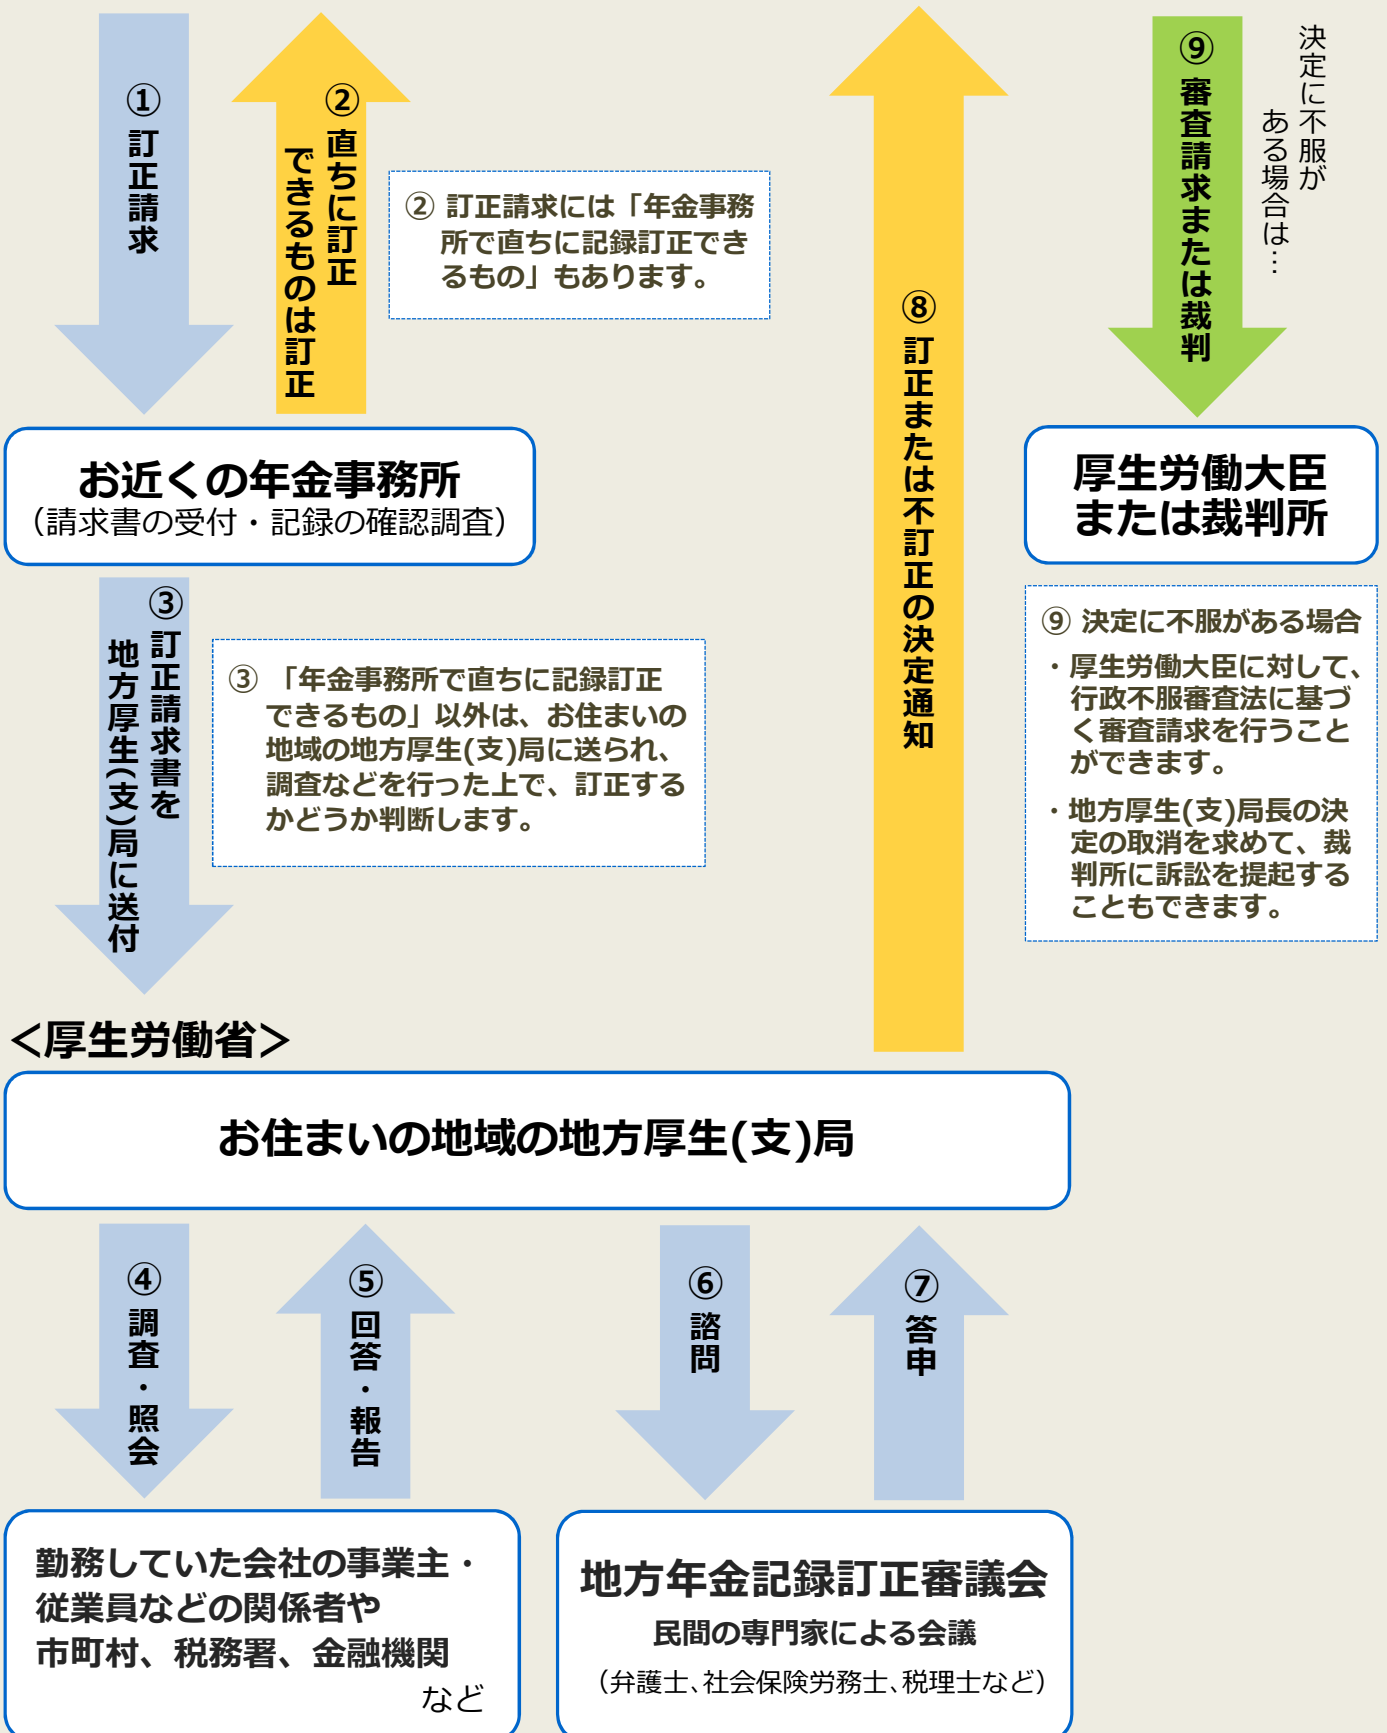 ①訂正請求
②直ちに訂正
できるものは訂正
② 訂正請求には「年金事務
所で直ちに記録訂正でき
るもの」もあります。
⑧訂正または不訂正の決定通知
⑨審査請求または裁判
決定に不服が
ある場合は…
お近くの年金事務所
（請求書の受付・記録の確認調査）
厚生労働大臣
または裁判所
③訂正請求書を
地方厚生(支)局に送付
③ 「年金事務所で直ちに記録訂正
できるもの」以外は、お住まいの
地域の地方厚生(支)局に送られ、
調査などを行った上で、訂正する
かどうか判断します。
⑨ 決定に不服がある場合
・厚生労働大臣に対して、
行政不服審査法に基づ
く審査請求を行うこと
ができます。
・地方厚生(支)局長の決
定の取消を求めて、裁
判所に訴訟を提起する
こともできます。
＜厚生労働省＞
お住まいの地域の地方厚生(支)局
④調査・照会
⑤回答・報告
⑥諮問
⑦答申
勤務していた会社の事業主・
従業員などの関係者や
市町村、税務署、金融機関
など
地方年金記録訂正審議会
民間の専門家による会議
（弁護士、社会保険労務士、税理士など）